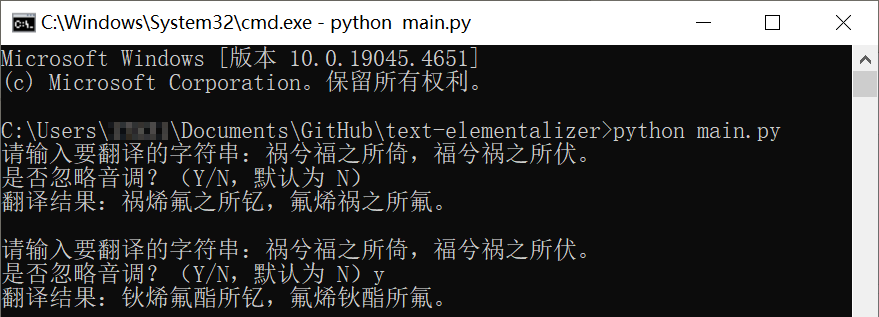 C:\Windows\System32\cmd.exe - python  main.py
Microsoft Windows [版本 10.0.19045.4651]
(c) Microsoft Corporation。保留所有权利。
C:\Users\ \Documents\GitHub\text-elementalizer>python main.py
请输入要翻译的字符串：祸兮福之所倚，福兮祸之所伏。
是否忽略音调？（Y/N，默认为 N）
翻译结果：祸烯氟之所钇，氟烯祸之所氟。
请输入要翻译的字符串：祸兮福之所倚，福兮祸之所伏。
是否忽略音调？（Y/N，默认为 N）y
翻译结果：钬烯氟酯所钇，氟烯钬酯所氟。